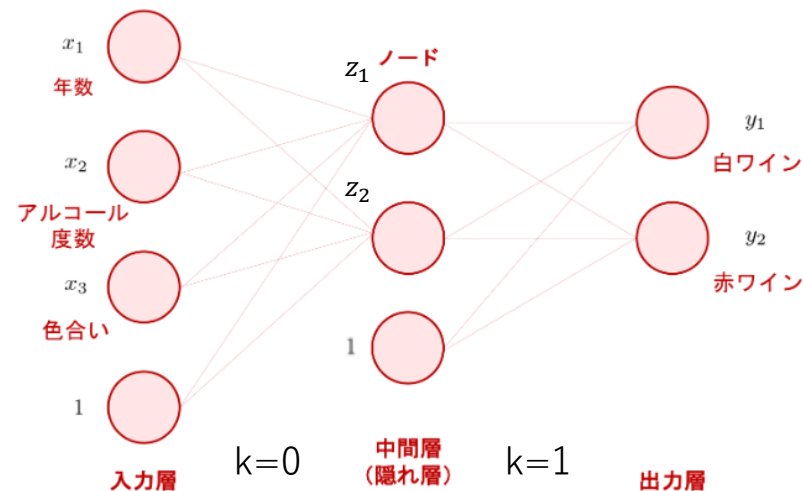 x₁
年数
x₂
アルコール
度数
x₃
色合い
1
入力層
k=0
z₁
ノード
z₂
1
中間層
（隠れ層）
k=1
y₁
白ワイン
y₂
赤ワイン
出力層